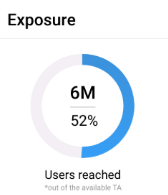 Exposure
6M
52%
Users reached
*out of the available TA